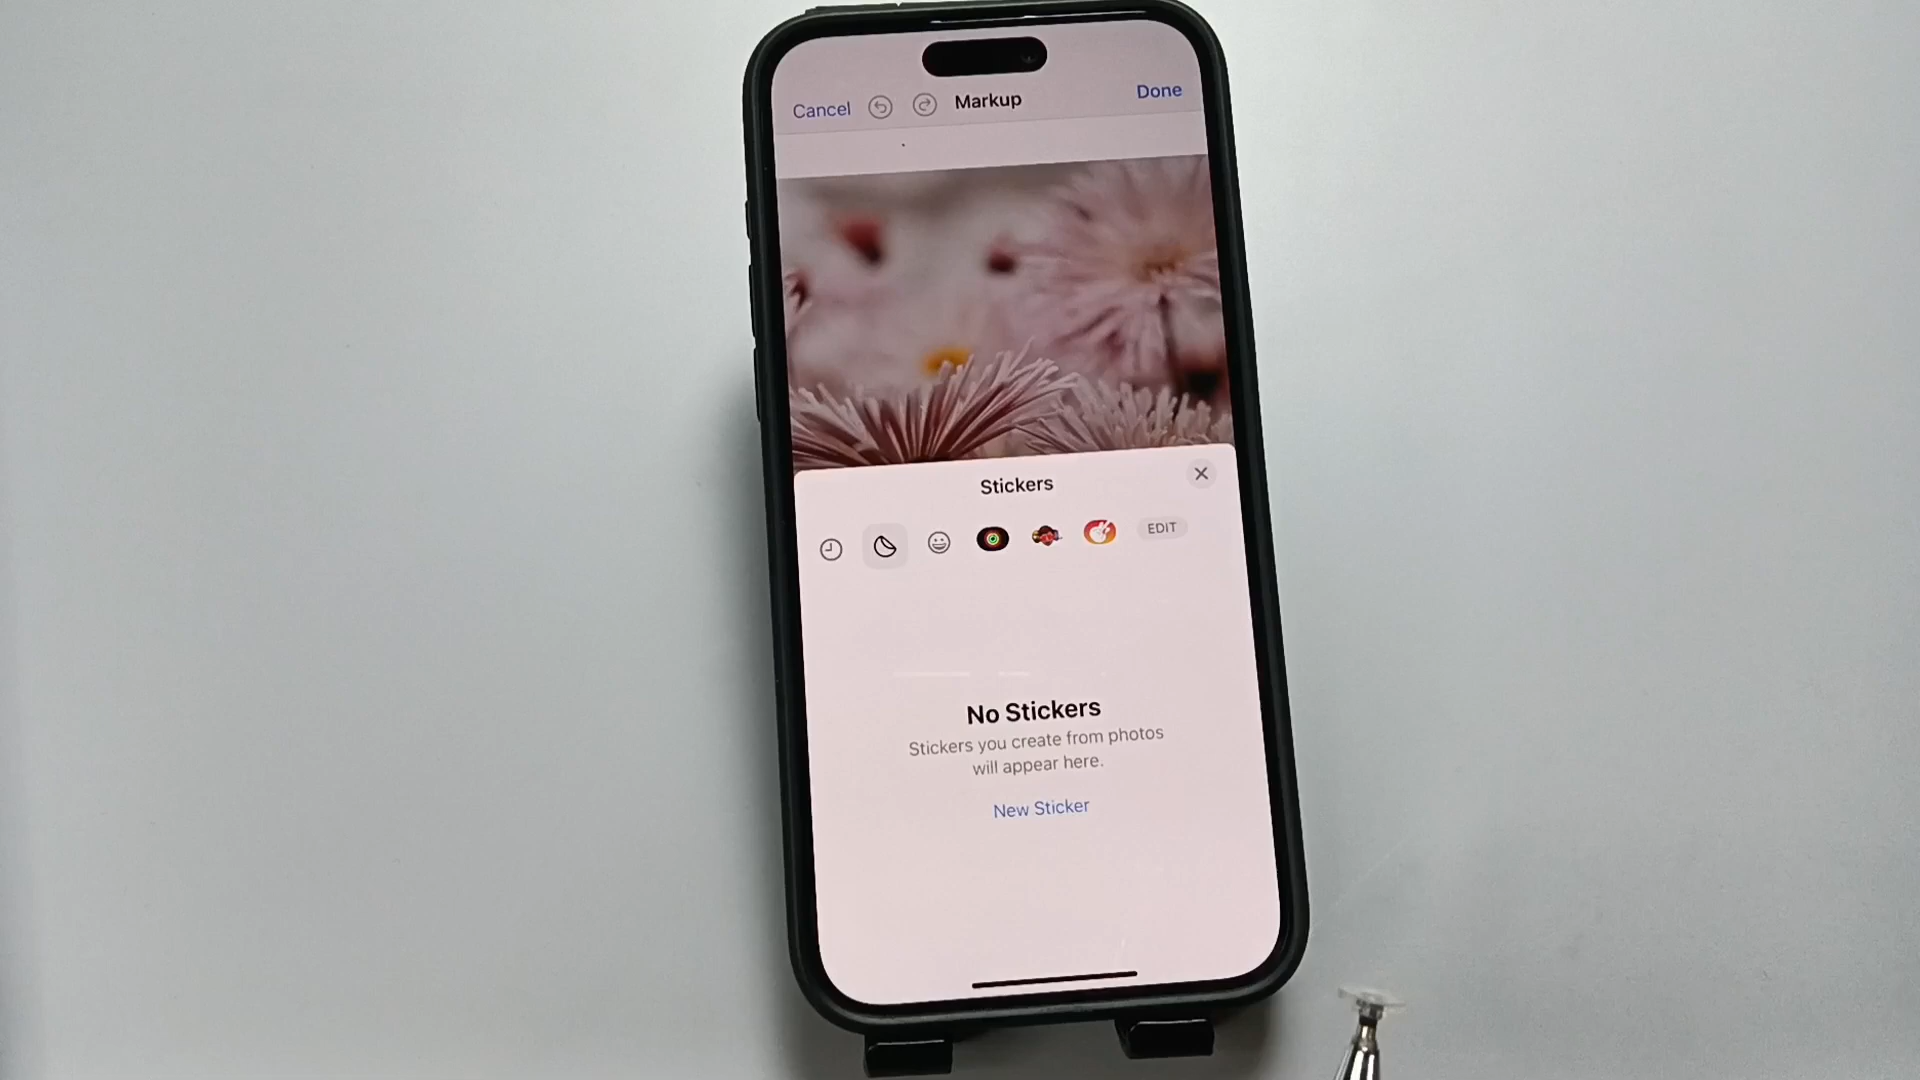 Cancel Markup Done
Stickers
EDIT
No Stickers
Stickers you create from photos
will appear here.
New Sticker